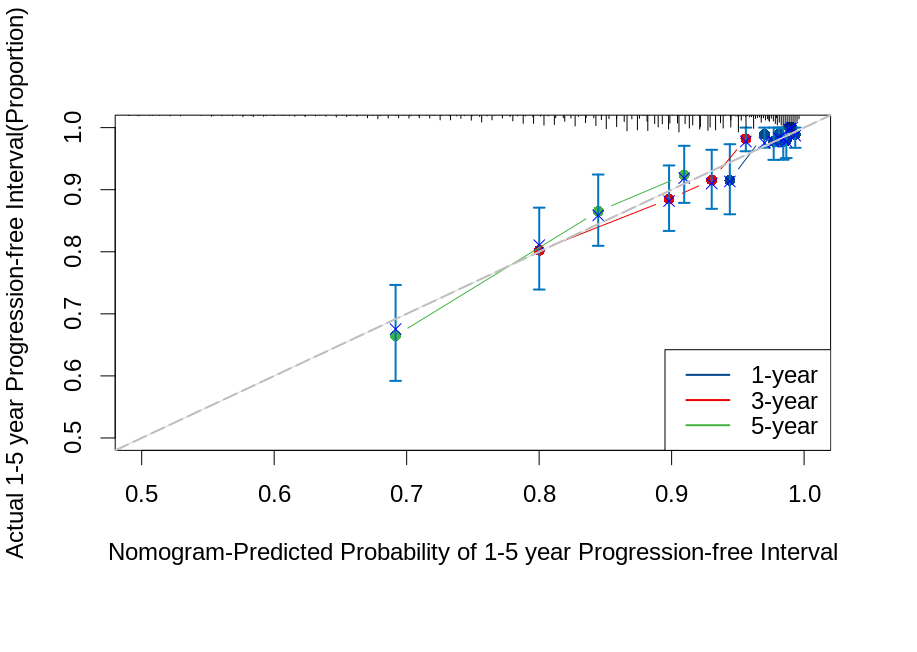 Actual 1-5 year Progression-free Interval(Proportion)
1.0
0.9
0.8
0.7
0.6
0.5
1-year
3-year
5-year
0.5 0.6 0.7 0.8 0.9 1.0
Nomogram-Predicted Probability of 1-5 year Progression-free Interval